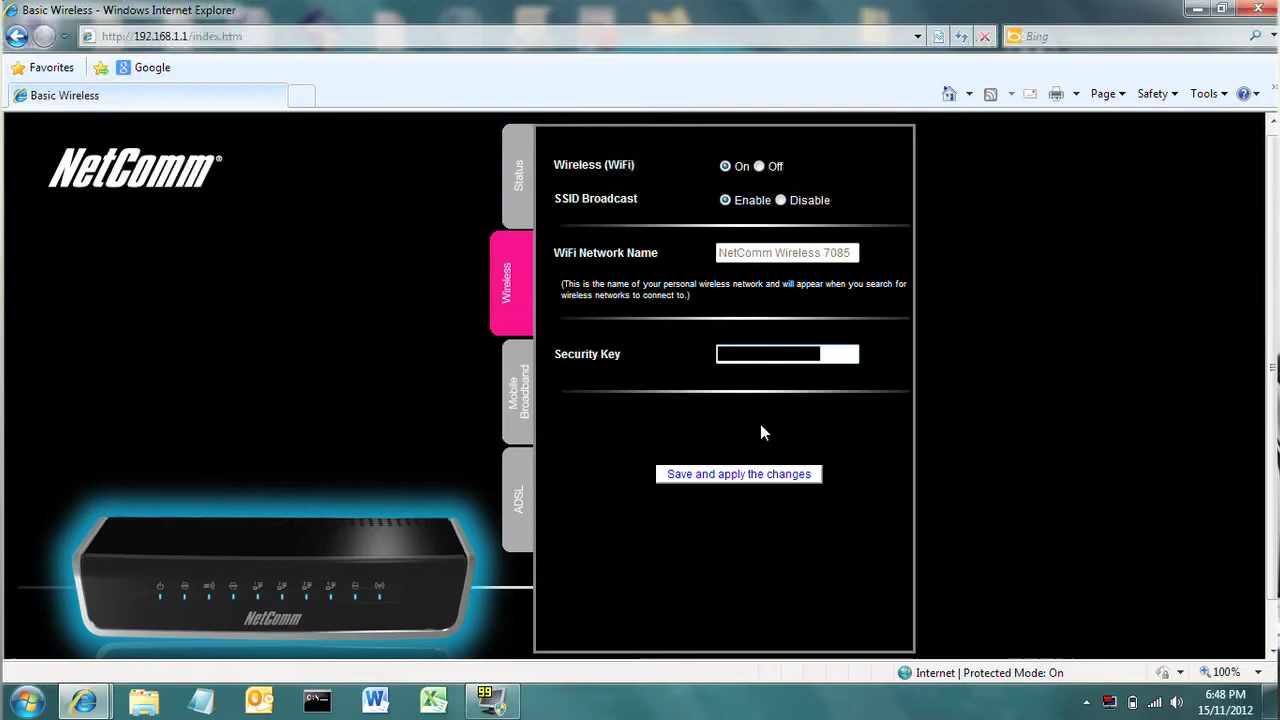 Basic Wireless - Windows Internet Explorer
http://192.168.1.1/index.htm
Bing
Favorites
Google
Basic Wireless
Page
Safety
Tools
NetComm®
Status
Wireless
Mobile
Broadband
ADSL
Wireless (WiFi)
On Off
SSID Broadcast
Enable Disable
WiFi Network Name
NetComm Wireless 7085
(This is the name of your personal wireless network and will appear when you search for
wireless networks to connect to.)
Security Key
Save and apply the changes
NetComm
Internet | Protected Mode: On
100%
99
6:48 PM
15/11/2012